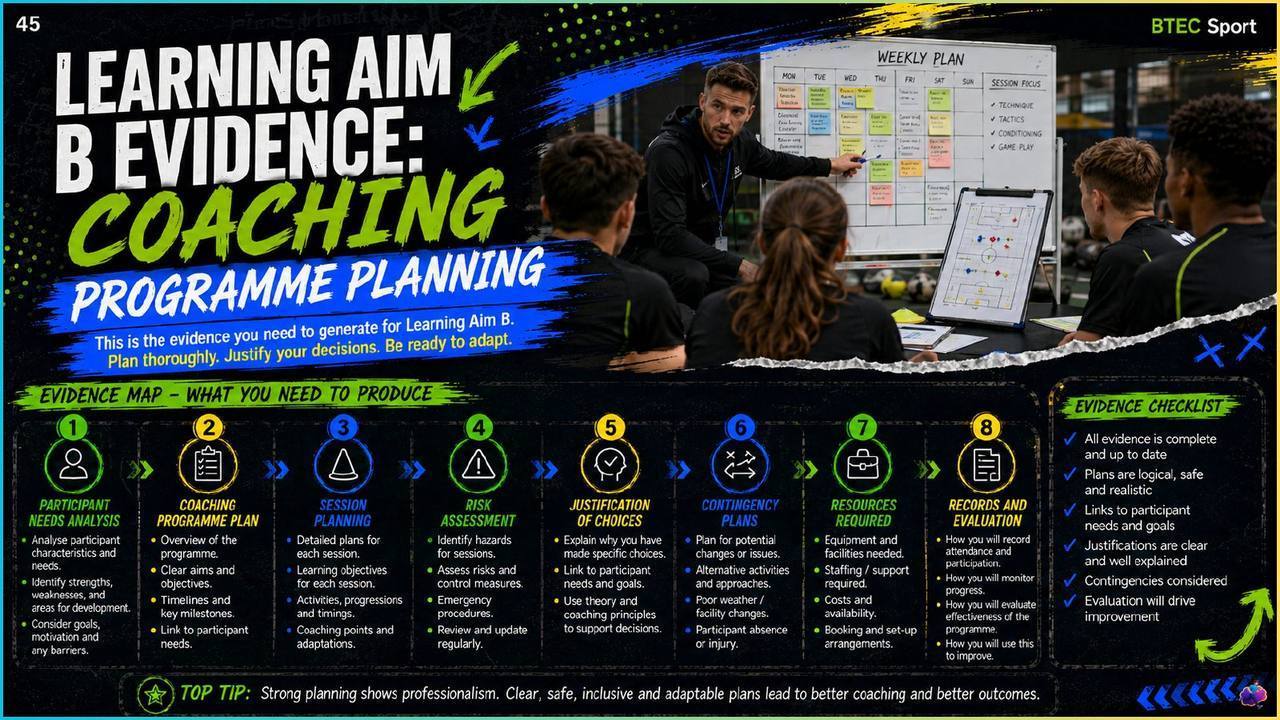 45
BTEC Sport
LEARNING AIM
B EVIDENCE:
COACHING
PROGRAMME PLANNING
This is the evidence you need to generate for Learning Aim B.
Plan thoroughly. Justify your decisions. Be ready to adapt.
WEEKLY PLAN
MON TUE WED THU FRI SAT SUN
SESSION FOCUS
✓ TECHNIQUE
✓ TACTICS
✓ CONDITIONING
✓ GAME PLAY
EVIDENCE MAP – WHAT YOU NEED TO PRODUCE
1
PARTICIPANT
NEEDS ANALYSIS
• Analyse participant
characteristics and
needs.
• Identify strengths,
weaknesses, and
areas for development.
• Consider goals,
motivation and
any barriers.
2
COACHING
PROGRAMME PLAN
• Overview of the
programme.
• Clear aims and
objectives.
• Timelines and
key milestones.
• Link to participant
needs.
3
SESSION
PLANNING
• Detailed plans for
each session.
• Learning objectives
for each session.
• Activities, progressions
and timings.
• Coaching points and
adaptations.
4
RISK
ASSESSMENT
• Identify hazards
for sessions.
• Assess risks and
control measures.
• Emergency
procedures.
• Review and update
regularly.
5
JUSTIFICATION
OF CHOICES
• Explain why you have
made specific choices.
• Link to participant
needs and goals.
• Use theory and
coaching principles
to support decisions.
6
CONTINGENCY
PLANS
• Plan for potential
changes or issues.
• Alternative activities
and approaches.
• Poor weather /
facility changes.
• Participant absence
or injury.
7
RESOURCES
REQUIRED
• Equipment and
facilities needed.
• Staffing / support
required.
• Costs and
availability.
• Booking and set-up
arrangements.
8
RECORDS AND
EVALUATION
• How you will record
attendance and
participation.
• How you will monitor
progress.
• How you will evaluate
effectiveness of the
programme.
• How you will use this
to improve.
EVIDENCE CHECKLIST
✓ All evidence is complete
and up to date
✓ Plans are logical, safe
and realistic
✓ Links to participant
needs and goals
✓ Justifications are clear
and well explained
✓ Contingencies considered
✓ Evaluation will drive
improvement
TOP TIP: Strong planning shows professionalism. Clear, safe, inclusive and adaptable plans lead to better coaching and better outcomes.